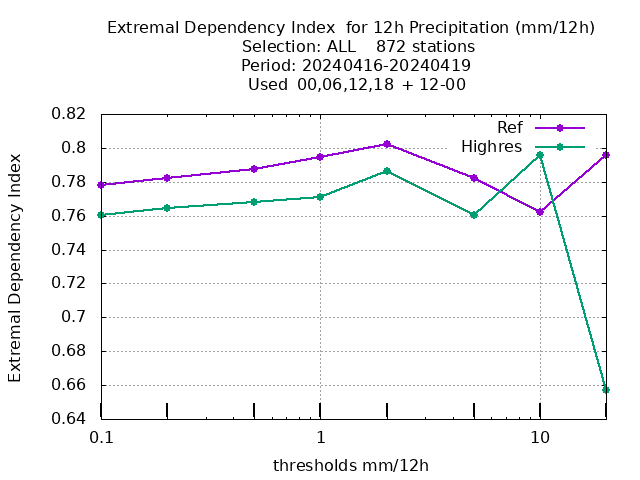 Extremal Dependency Index  for 12h Precipitation (mm/12h)
Selection: ALL    872 stations
Period: 20240416-20240419
Used  00,06,12,18  + 12-00
Ref
Highres
Extremal Dependency Index
0.82
0.8
0.78
0.76
0.74
0.72
0.7
0.68
0.66
0.64
0.1
1
10
thresholds mm/12h